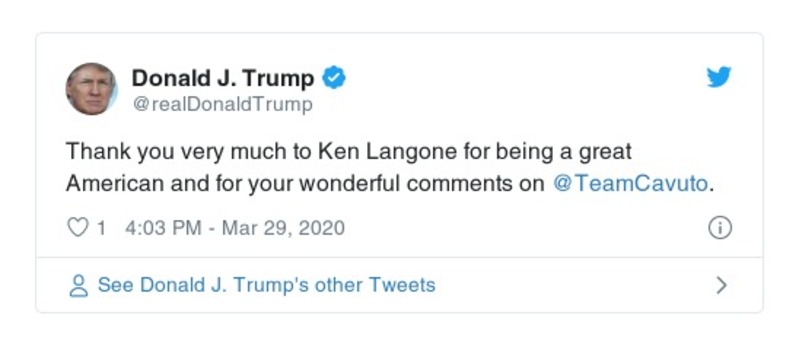 Donald J. Trump
@realDonaldTrump
Thank you very much to Ken Langone for being a great
American and for your wonderful comments on @TeamCavuto.
1 4:03 PM - Mar 29, 2020
See Donald J. Trump's other Tweets